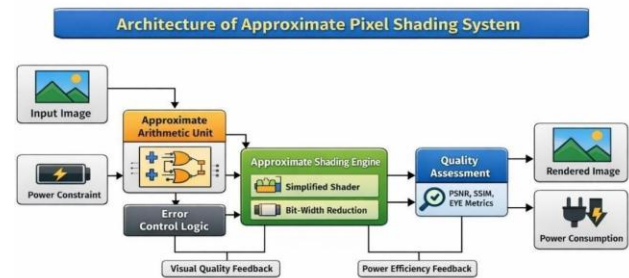 Architecture of Approximate Pixel Shading System
Input Image
Power Constraint
Approximate
Arithmetic Unit
Error
Control Logic
Approximate Shading Engine
Simplified Shader
Bit-Width Reduction
Quality
Assessment
PSNR, SSIM,
EYE Metrics
Rendered Image
Power Consumption
Visual Quality Feedback
Power Efficiency Feedback